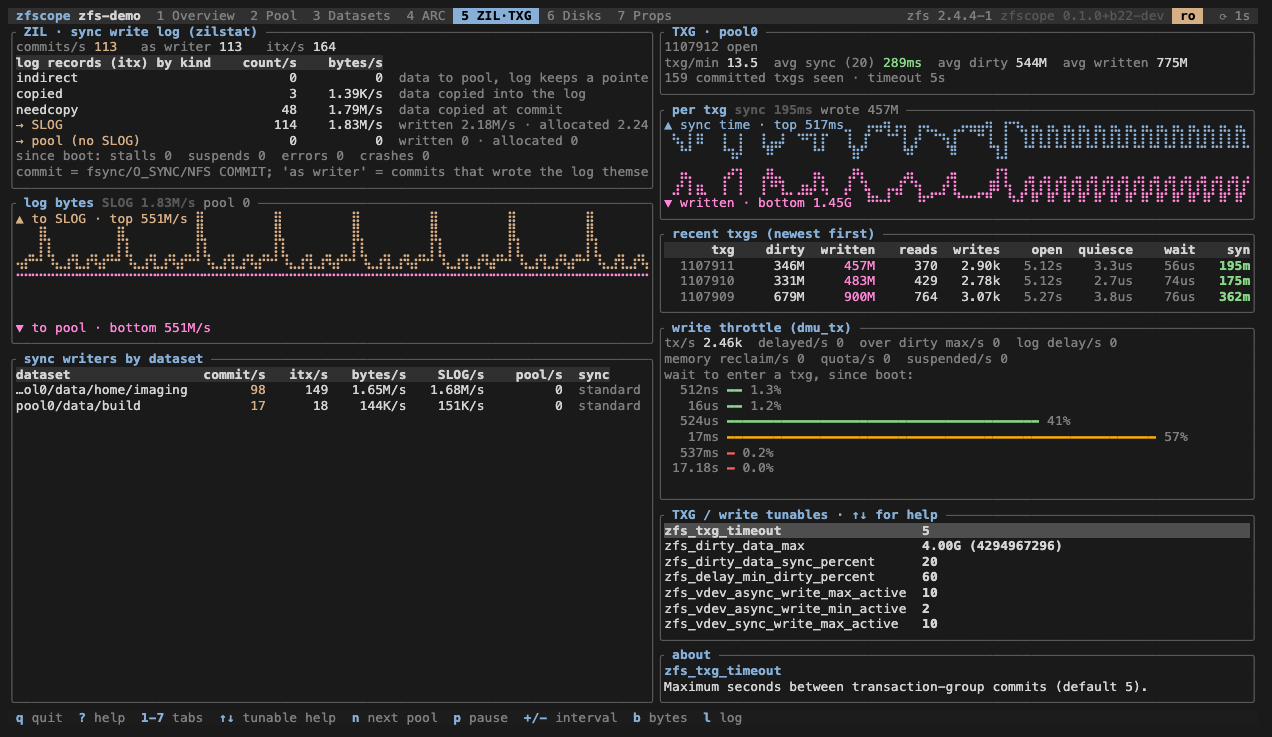 zfscope zfs-demo 1 Overview 2 Pool 3 Datasets 4 ARC 5 ZIL·TXG 6 Disks 7 Props zfs 2.4.4-1 zfscope 0.1.0+b22-dev ro ⟳ 1s
ZIL · sync write log (zilstat)
commits/s 113 as writer 113 itx/s 164
log records (itx) by kind count/s bytes/s
indirect 0 0 data to pool, log keeps a pointe
copied 3 1.39K/s data copied into the log
needcopy 48 1.79M/s data copied at commit
→ SLOG 114 1.83M/s written 2.18M/s · allocated 2.24
→ pool (no SLOG) 0 0 written 0 · allocated 0
since boot: stalls 0 suspends 0 errors 0 crashes 0
commit = fsync/O_SYNC/NFS COMMIT; 'as writer' = commits that wrote the log themse
log bytes SLOG 1.83M/s pool 0
▲ to SLOG · top 551M/s
▼ to pool · bottom 551M/s
sync writers by dataset
dataset commit/s itx/s bytes/s SLOG/s pool/s sync
…ol0/data/home/imaging 98 149 1.65M/s 1.68M/s 0 standard
pool0/data/build 17 18 144K/s 151K/s 0 standard
TXG · pool0
1107912 open
txg/min 13.5 avg sync (20) 289ms avg dirty 544M avg written 775M
159 committed txgs seen · timeout 5s
per txg sync 195ms wrote 457M
▲ sync time · top 517ms
▼ written · bottom 1.45G
recent txgs (newest first)
txg dirty written reads writes open quiesce wait syn
1107911 346M 457M 370 2.90k 5.12s 3.3us 56us 195m
1107910 331M 483M 429 2.78k 5.12s 2.7us 74us 175m
1107909 679M 900M 764 3.07k 5.27s 3.8us 76us 362m
write throttle (dmu_tx)
tx/s 2.46k delayed/s 0 over dirty max/s 0 log delay/s 0
memory reclaim/s 0 quota/s 0 suspended/s 0
wait to enter a txg, since boot:
512ns 1.3%
16us 1.2%
524us 41%
17ms 57%
537ms 0.2%
17.18s 0.0%
TXG / write tunables · ↑↓ for help
zfs_txg_timeout 5
zfs_dirty_data_max 4.00G (4294967296)
zfs_dirty_data_sync_percent 20
zfs_delay_min_dirty_percent 60
zfs_vdev_async_write_max_active 10
zfs_vdev_async_write_min_active 2
zfs_vdev_sync_write_max_active 10
about
zfs_txg_timeout
Maximum seconds between transaction-group commits (default 5).
q quit ? help 1-7 tabs ↑↓ tunable help n next pool p pause +/− interval b bytes l log